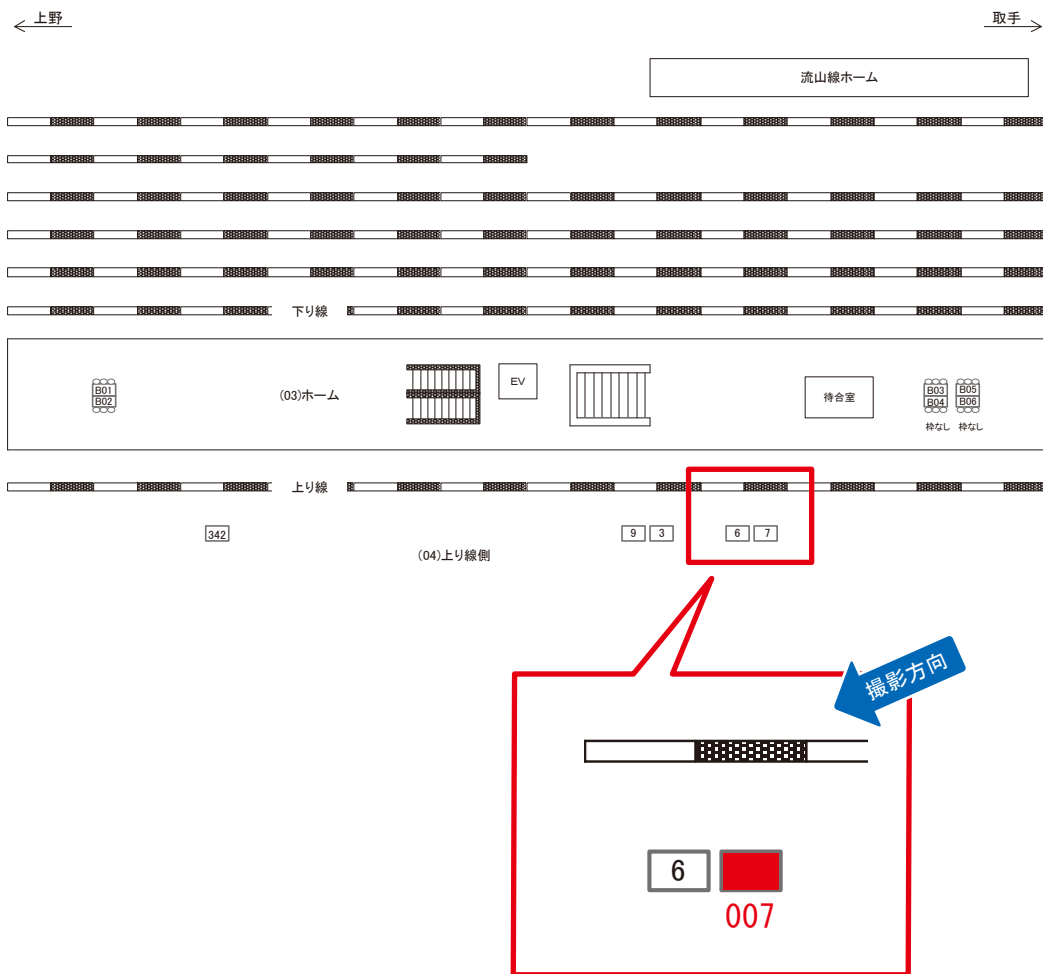 上野
取手
流山線ホーム
下り線
B01
B02
(03)ホーム
EV
待合室
B03
B04
B05
B06
枠なし 枠なし
上り線
342
9 3 6 7
(04)上り線側
撮影方向
6
007